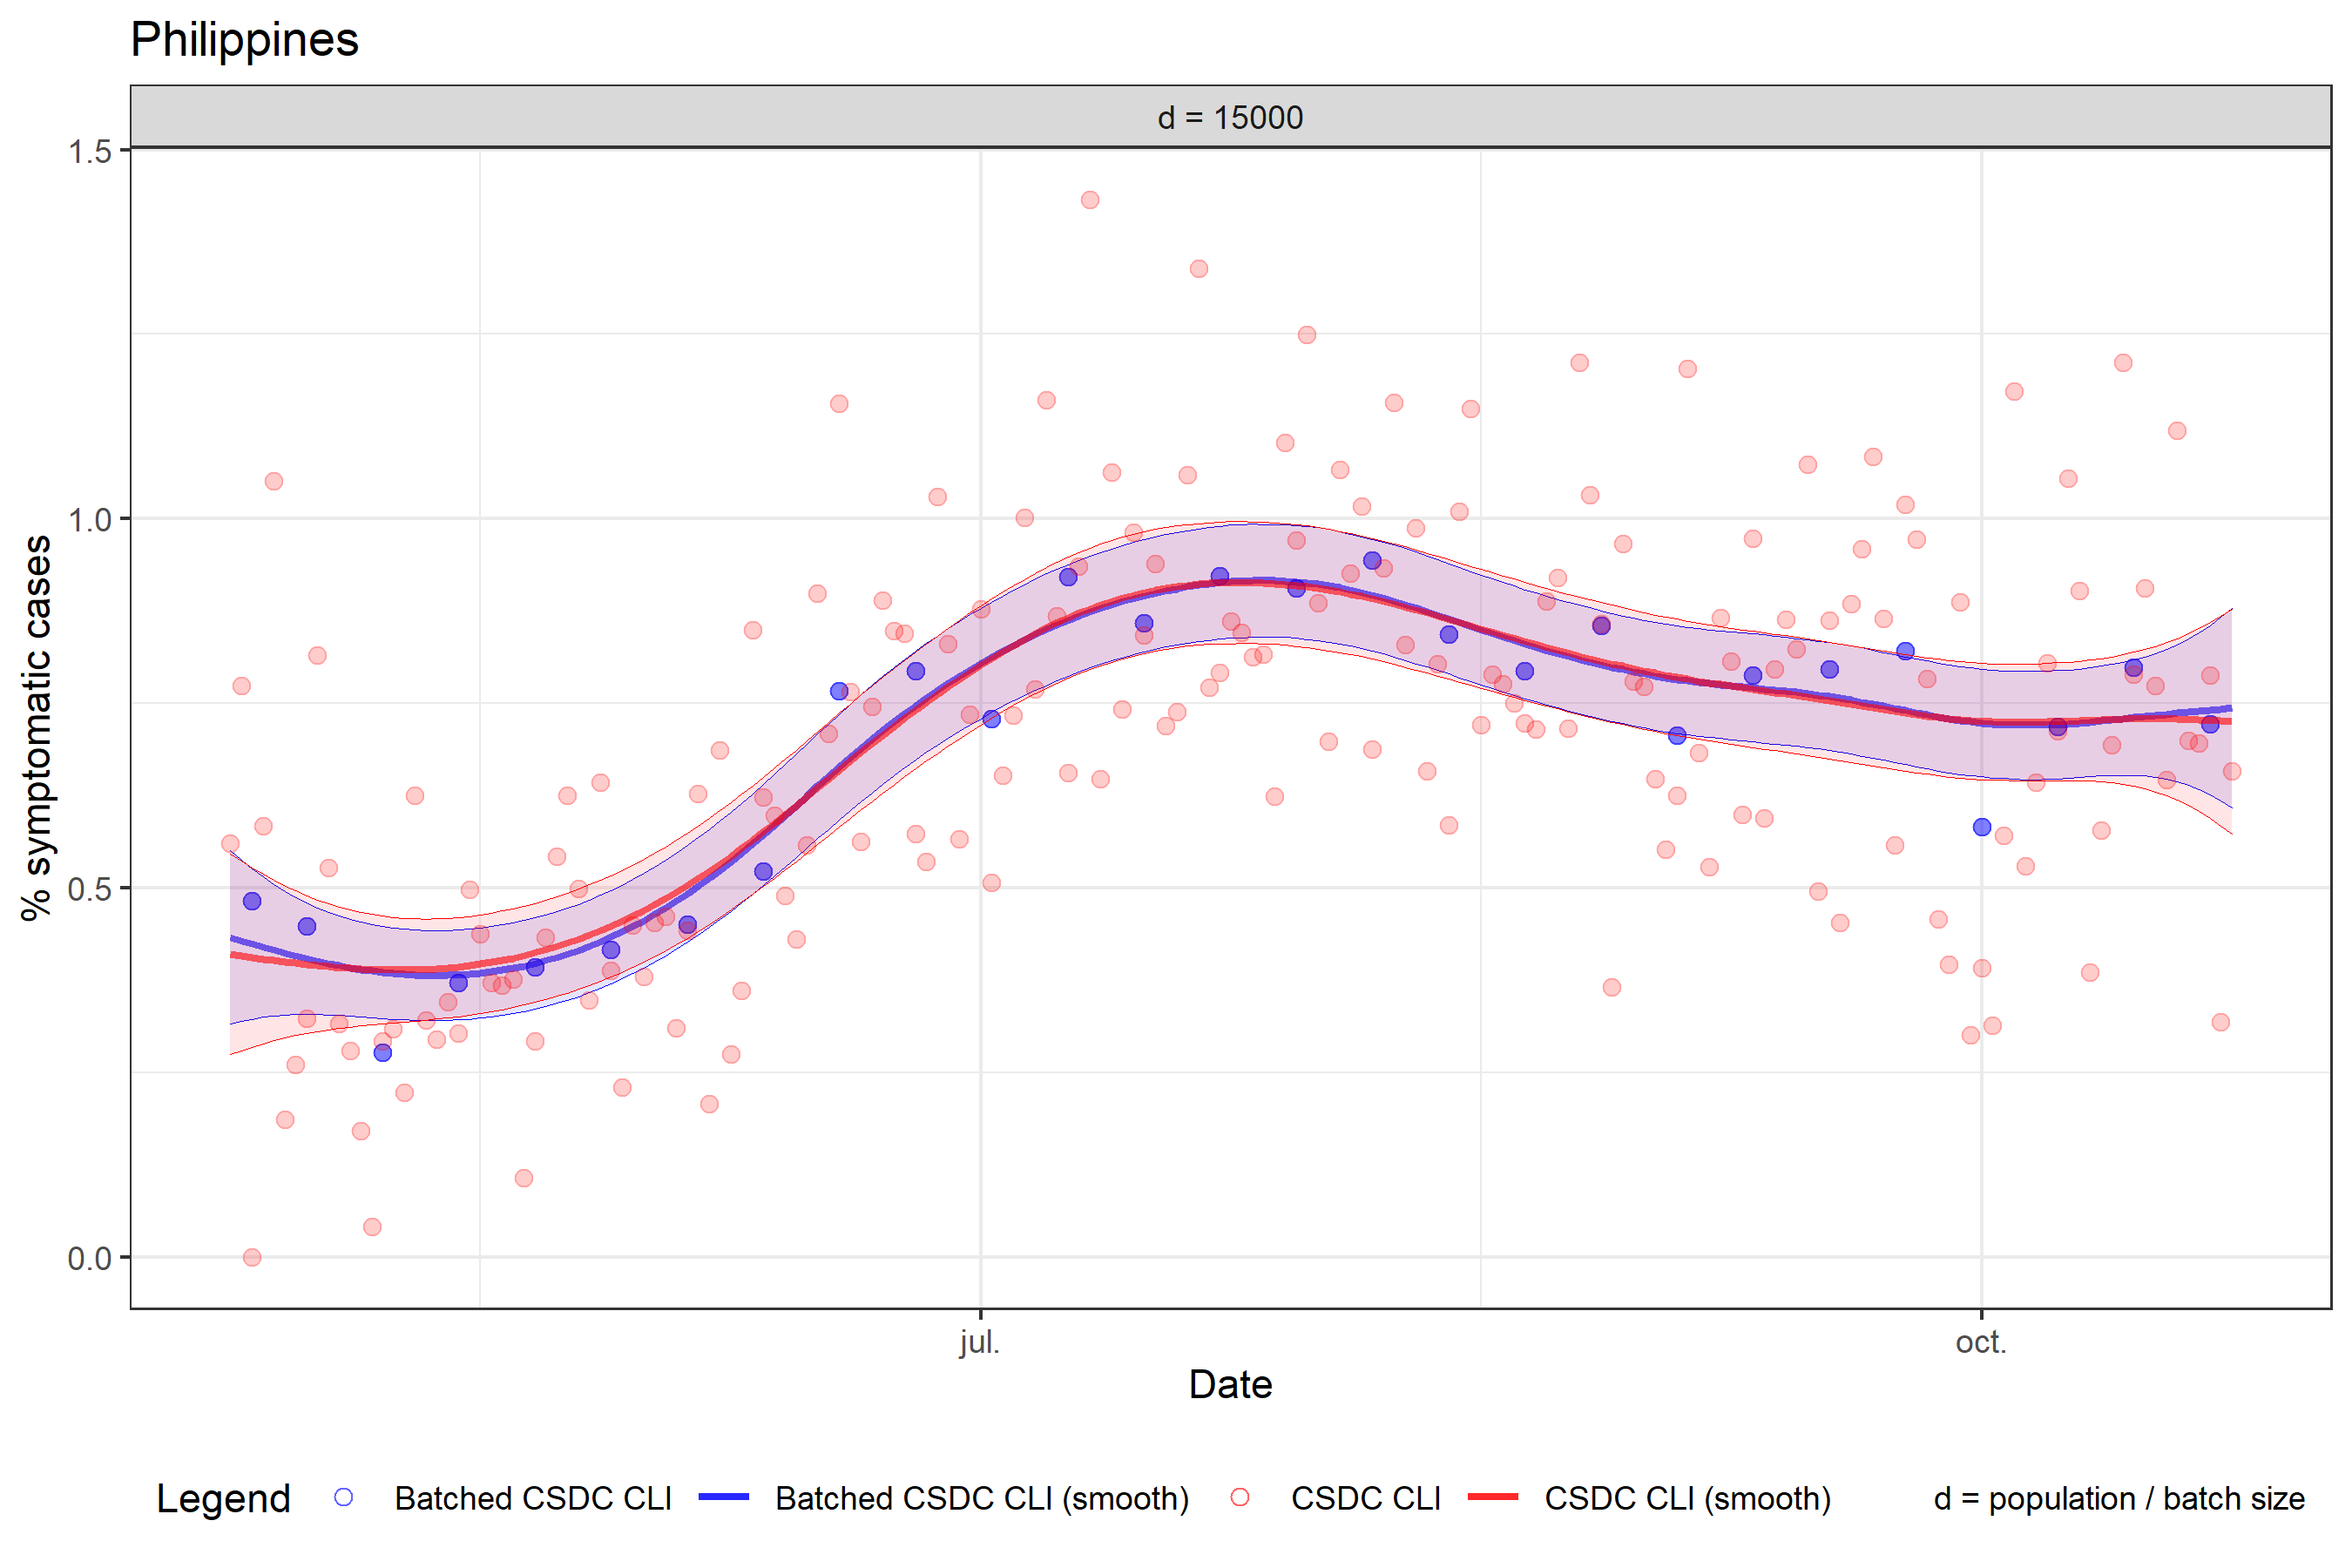 Philippines
d = 15000
1.5
1.0
0.5
0.0
% symptomatic cases
jul.
oct.
Date
Legend Batched CSDC CLI Batched CSDC CLI (smooth) CSDC CLI CSDC CLI (smooth) d = population / batch size